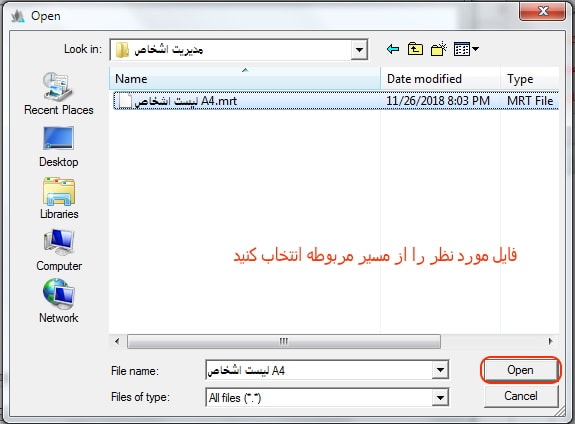 Open
Look in: مدیریت اشخاص
Name Date modified Type
لیست اشخاص A4.mrt 11/26/2018 8:03 PM MRT File
Recent Places
Desktop
Libraries
Computer
Network
فایل مورد نظر را از مسیر مربوطه انتخاب کنید
File name: لیست اشخاص A4 Open
Files of type: All files (*.*) Cancel